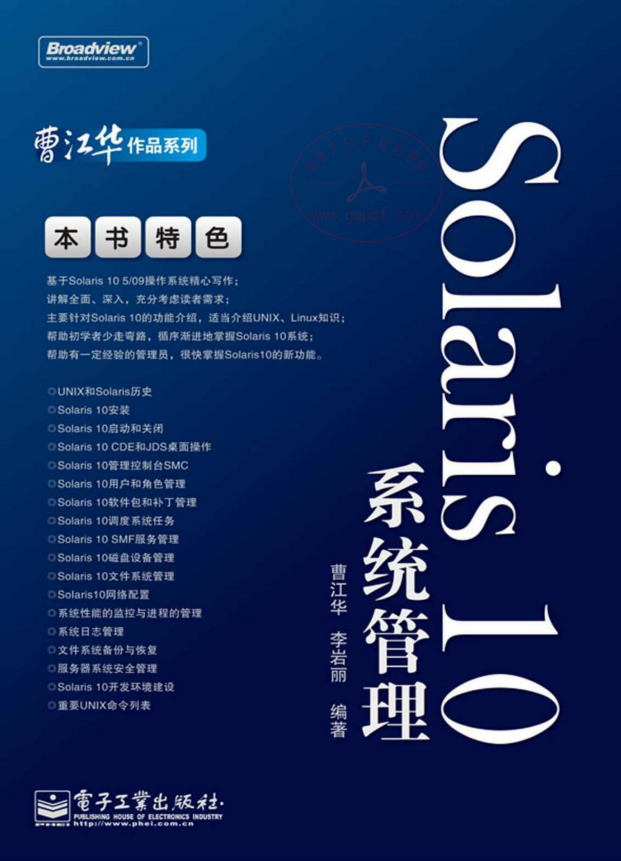 Broadview
www.broadview.com.cn
曹江华作品系列
本书特色
基于Solaris 10 5/09操作系统精心写作；
讲解全面、深入，充分考虑读者需求；
主要针对Solaris 10的功能介绍，适当介绍UNIX、Linux知识；
帮助初学者少走弯路，循序渐进地掌握Solaris 10系统；
帮助有一定经验的管理员，很快掌握Solaris10的新功能。
UNIX和Solaris历史
Solaris 10安装
Solaris 10启动和关闭
Solaris 10 CDE和JDS桌面操作
Solaris 10管理控制台SMC
Solaris 10用户和角色管理
Solaris 10软件包和补丁管理
Solaris 10调度系统任务
Solaris 10 SMF服务管理
Solaris 10磁盘设备管理
Solaris 10文件系统管理
Solaris10网络配置
系统性能的监控与进程的管理
系统日志管理
文件系统备份与恢复
服务器系统安全管理
Solaris 10开发环境建设
重要UNIX命令列表
Solaris 10
系统管理
曹江华 李岩丽 编著
電子工業出版社.
PUBLISHING HOUSE OF ELECTRONICS INDUSTRY
http://www.phei.com.cn